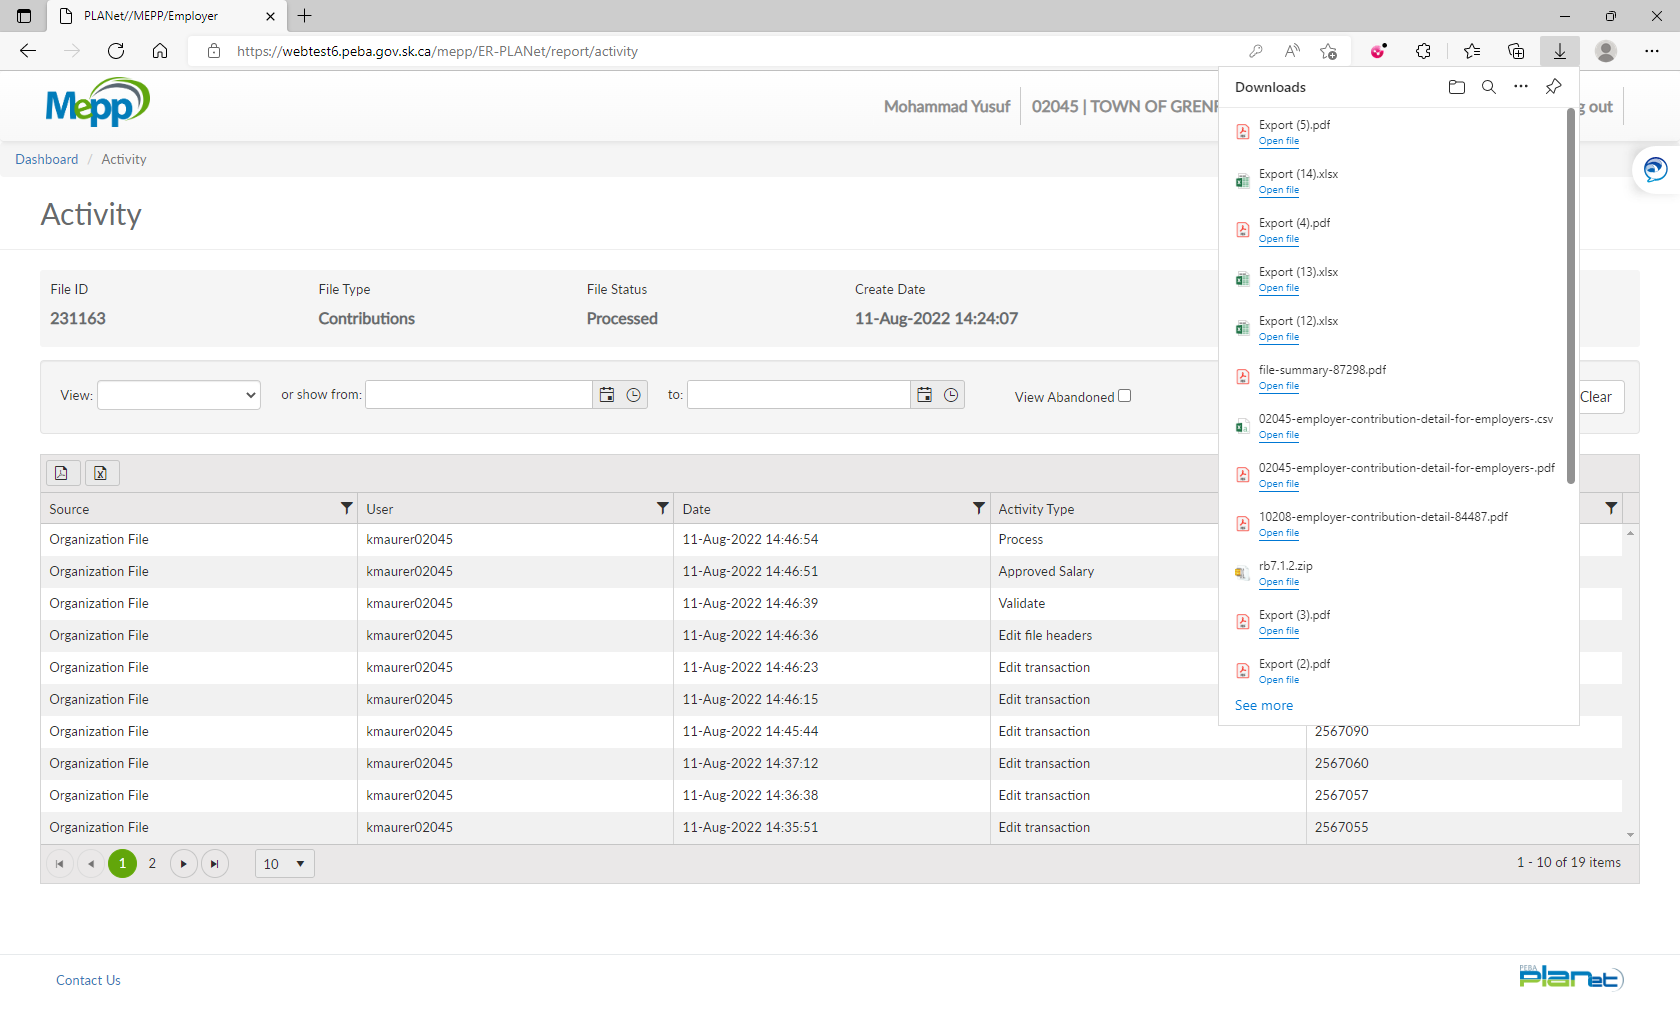 PLANet//MEPP/Employer
https://webtest6.peba.gov.sk.ca/mepp/ER-PLANet/report/activity
Downloads
Export (5).pdf
Open file
Export (14).xlsx
Open file
Export (4).pdf
Open file
Export (13).xlsx
Open file
Export (12).xlsx
Open file
file-summary-87298.pdf
Open file
02045-employer-contribution-detail-for-employers-.csv
Open file
02045-employer-contribution-detail-for-employers-.pdf
Open file
10208-employer-contribution-detail-84487.pdf
Open file
rb7.1.2.zip
Open file
Export (3).pdf
Open file
Export (2).pdf
Open file
See more
Mepp
Mohammad Yusuf 02045 | TOWN OF out
Dashboard / Activity
Activity
File ID File Type File Status Create Date
231163 Contributions Processed 11-Aug-2022 14:24:07
View: or show from: to: View Abandoned Clear
Source User Date Activity Type
Organization File kmaurer02045 11-Aug-2022 14:46:54 Process
Organization File kmaurer02045 11-Aug-2022 14:46:51 Approved Salary
Organization File kmaurer02045 11-Aug-2022 14:46:39 Validate
Organization File kmaurer02045 11-Aug-2022 14:46:36 Edit file headers
Organization File kmaurer02045 11-Aug-2022 14:46:23 Edit transaction
Organization File kmaurer02045 11-Aug-2022 14:46:15 Edit transaction
Organization File kmaurer02045 11-Aug-2022 14:45:44 Edit transaction 2567090
Organization File kmaurer02045 11-Aug-2022 14:37:12 Edit transaction 2567060
Organization File kmaurer02045 11-Aug-2022 14:36:38 Edit transaction 2567057
Organization File kmaurer02045 11-Aug-2022 14:35:51 Edit transaction 2567055
1 2 10 1 - 10 of 19 items
Contact Us
PEBA
planet